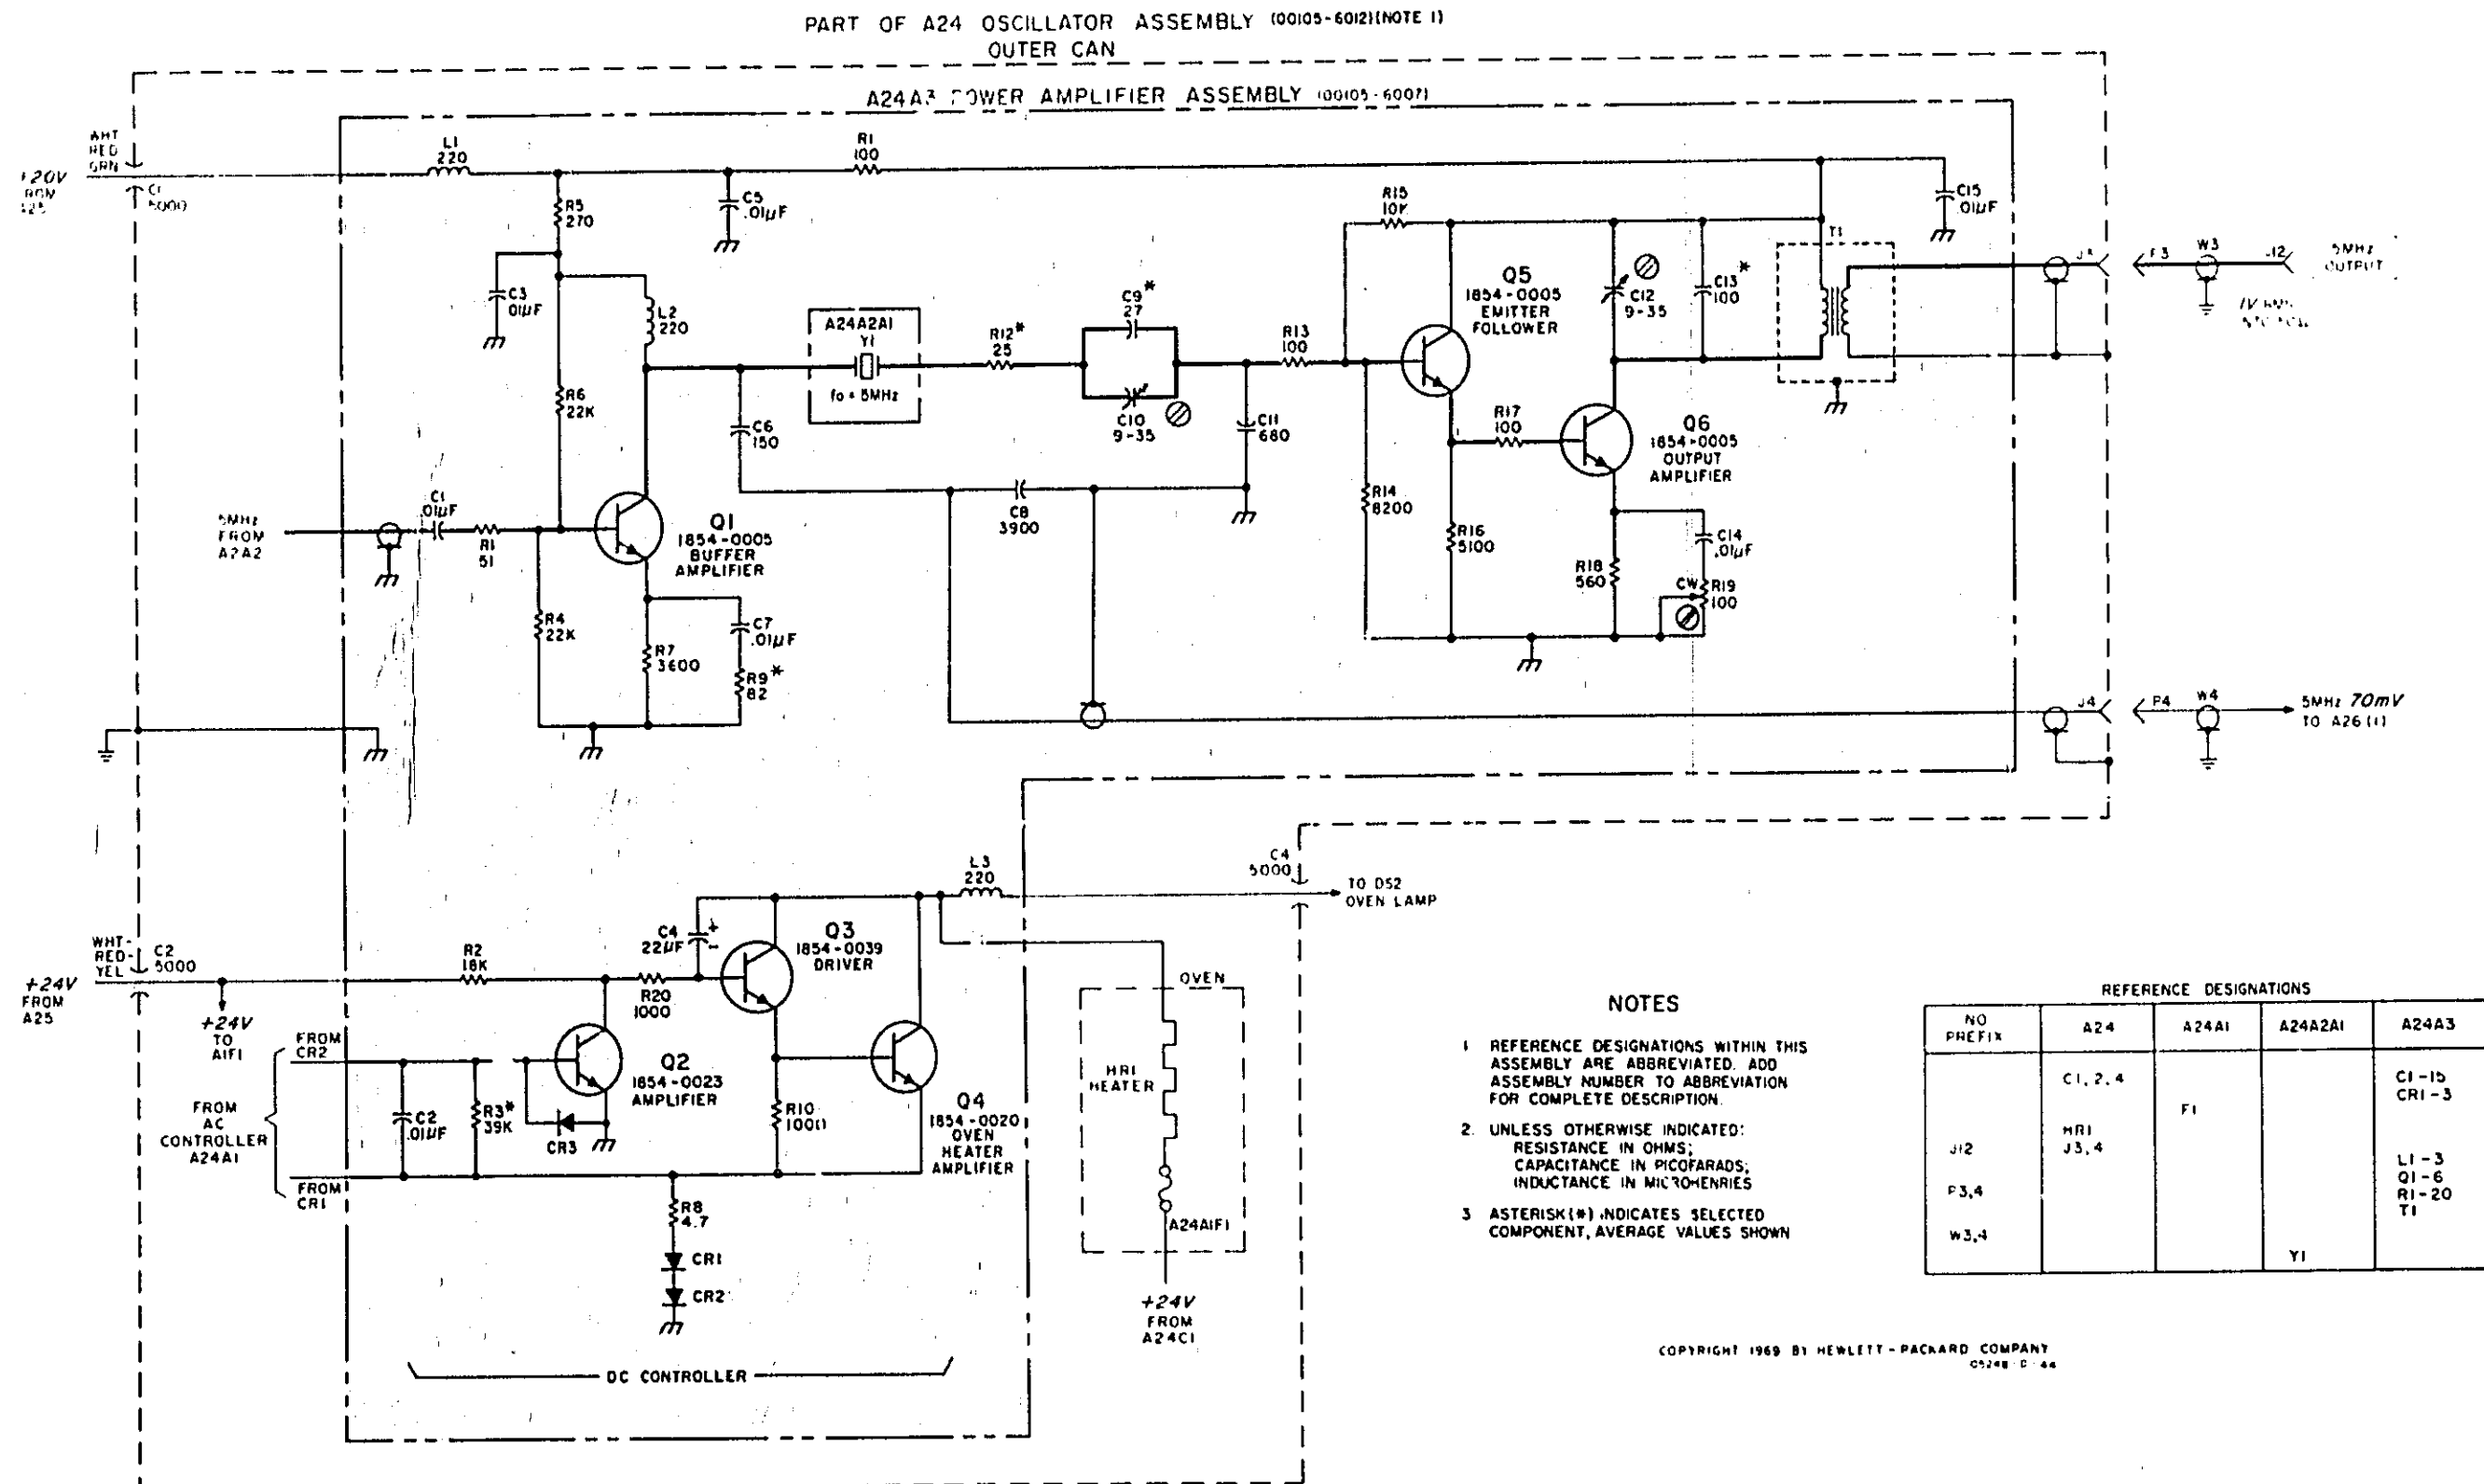 PART OF A24 OSCILLATOR ASSEMBLY (00105-6012)(NOTE 1)
OUTER CAN
A24A3 POWER AMPLIFIER ASSEMBLY (00105-6007)
WHT
RED
GRN
+20V
C1
5000
L1
220
R1
100
R5
270
C5
.01µF
C3
.01µF
L2
220
R6
22K
A24A2A1
Y1
fo = 5MHz
R12*
25
C9*
27
C10
9-35
R13
100
R15
10K
Q5
1854-0005
EMITTER
FOLLOWER
C12
9-35
C13*
100
T1
C15
.01µF
J3
P3
W3
J12
5MHz
OUTPUT
C6
150
C11
680
R17
100
Q6
1854-0005
OUTPUT
AMPLIFIER
5MHz
FROM
A2A2
C1
.01µF
R1
51
Q1
1854-0005
BUFFER
AMPLIFIER
C8
3900
R14
8200
R16
5100
R18
560
C14
.01µF
CW
R19
100
R4
22K
R7
3600
C7
.01µF
R9*
82
J4
P4
W4
5MHz 70mV
TO A26(1)
C4
5000
TO DS2
OVEN LAMP
L3
220
WHT-
RED-
YEL
C2
5000
+24V
FROM
A25
+24V
TO
A1F1
R2
18K
C4
22µF
+
-
Q3
1854-0039
DRIVER
R20
1000
FROM
CR2
FROM
AC
CONTROLLER
A24A1
FROM
CR1
C2
.01µF
R3*
39K
Q2
1854-0023
AMPLIFIER
CR3
R10
1000
Q4
1854-0020
OVEN
HEATER
AMPLIFIER
R8
4.7
CR1
CR2
DC CONTROLLER
OVEN
HR1
HEATER
A24A1F1
+24V
FROM
A24C1
NOTES
1 REFERENCE DESIGNATIONS WITHIN THIS
ASSEMBLY ARE ABBREVIATED. ADD
ASSEMBLY NUMBER TO ABBREVIATION
FOR COMPLETE DESCRIPTION.
2. UNLESS OTHERWISE INDICATED:
RESISTANCE IN OHMS;
CAPACITANCE IN PICOFARADS;
INDUCTANCE IN MICROHENRIES
3 ASTERISK(*) INDICATES SELECTED
COMPONENT, AVERAGE VALUES SHOWN
REFERENCE DESIGNATIONS
NO PREFIX A24 A24A1 A24A2A1 A24A3
C1, 2, 4 C1-15
CR1-3
F1
HR1
J12 J3, 4
L1-3
P3,4 Q1-6
R1-20
T1
W3,4
Y1
COPYRIGHT 1969 BY HEWLETT-PACKARD COMPANY